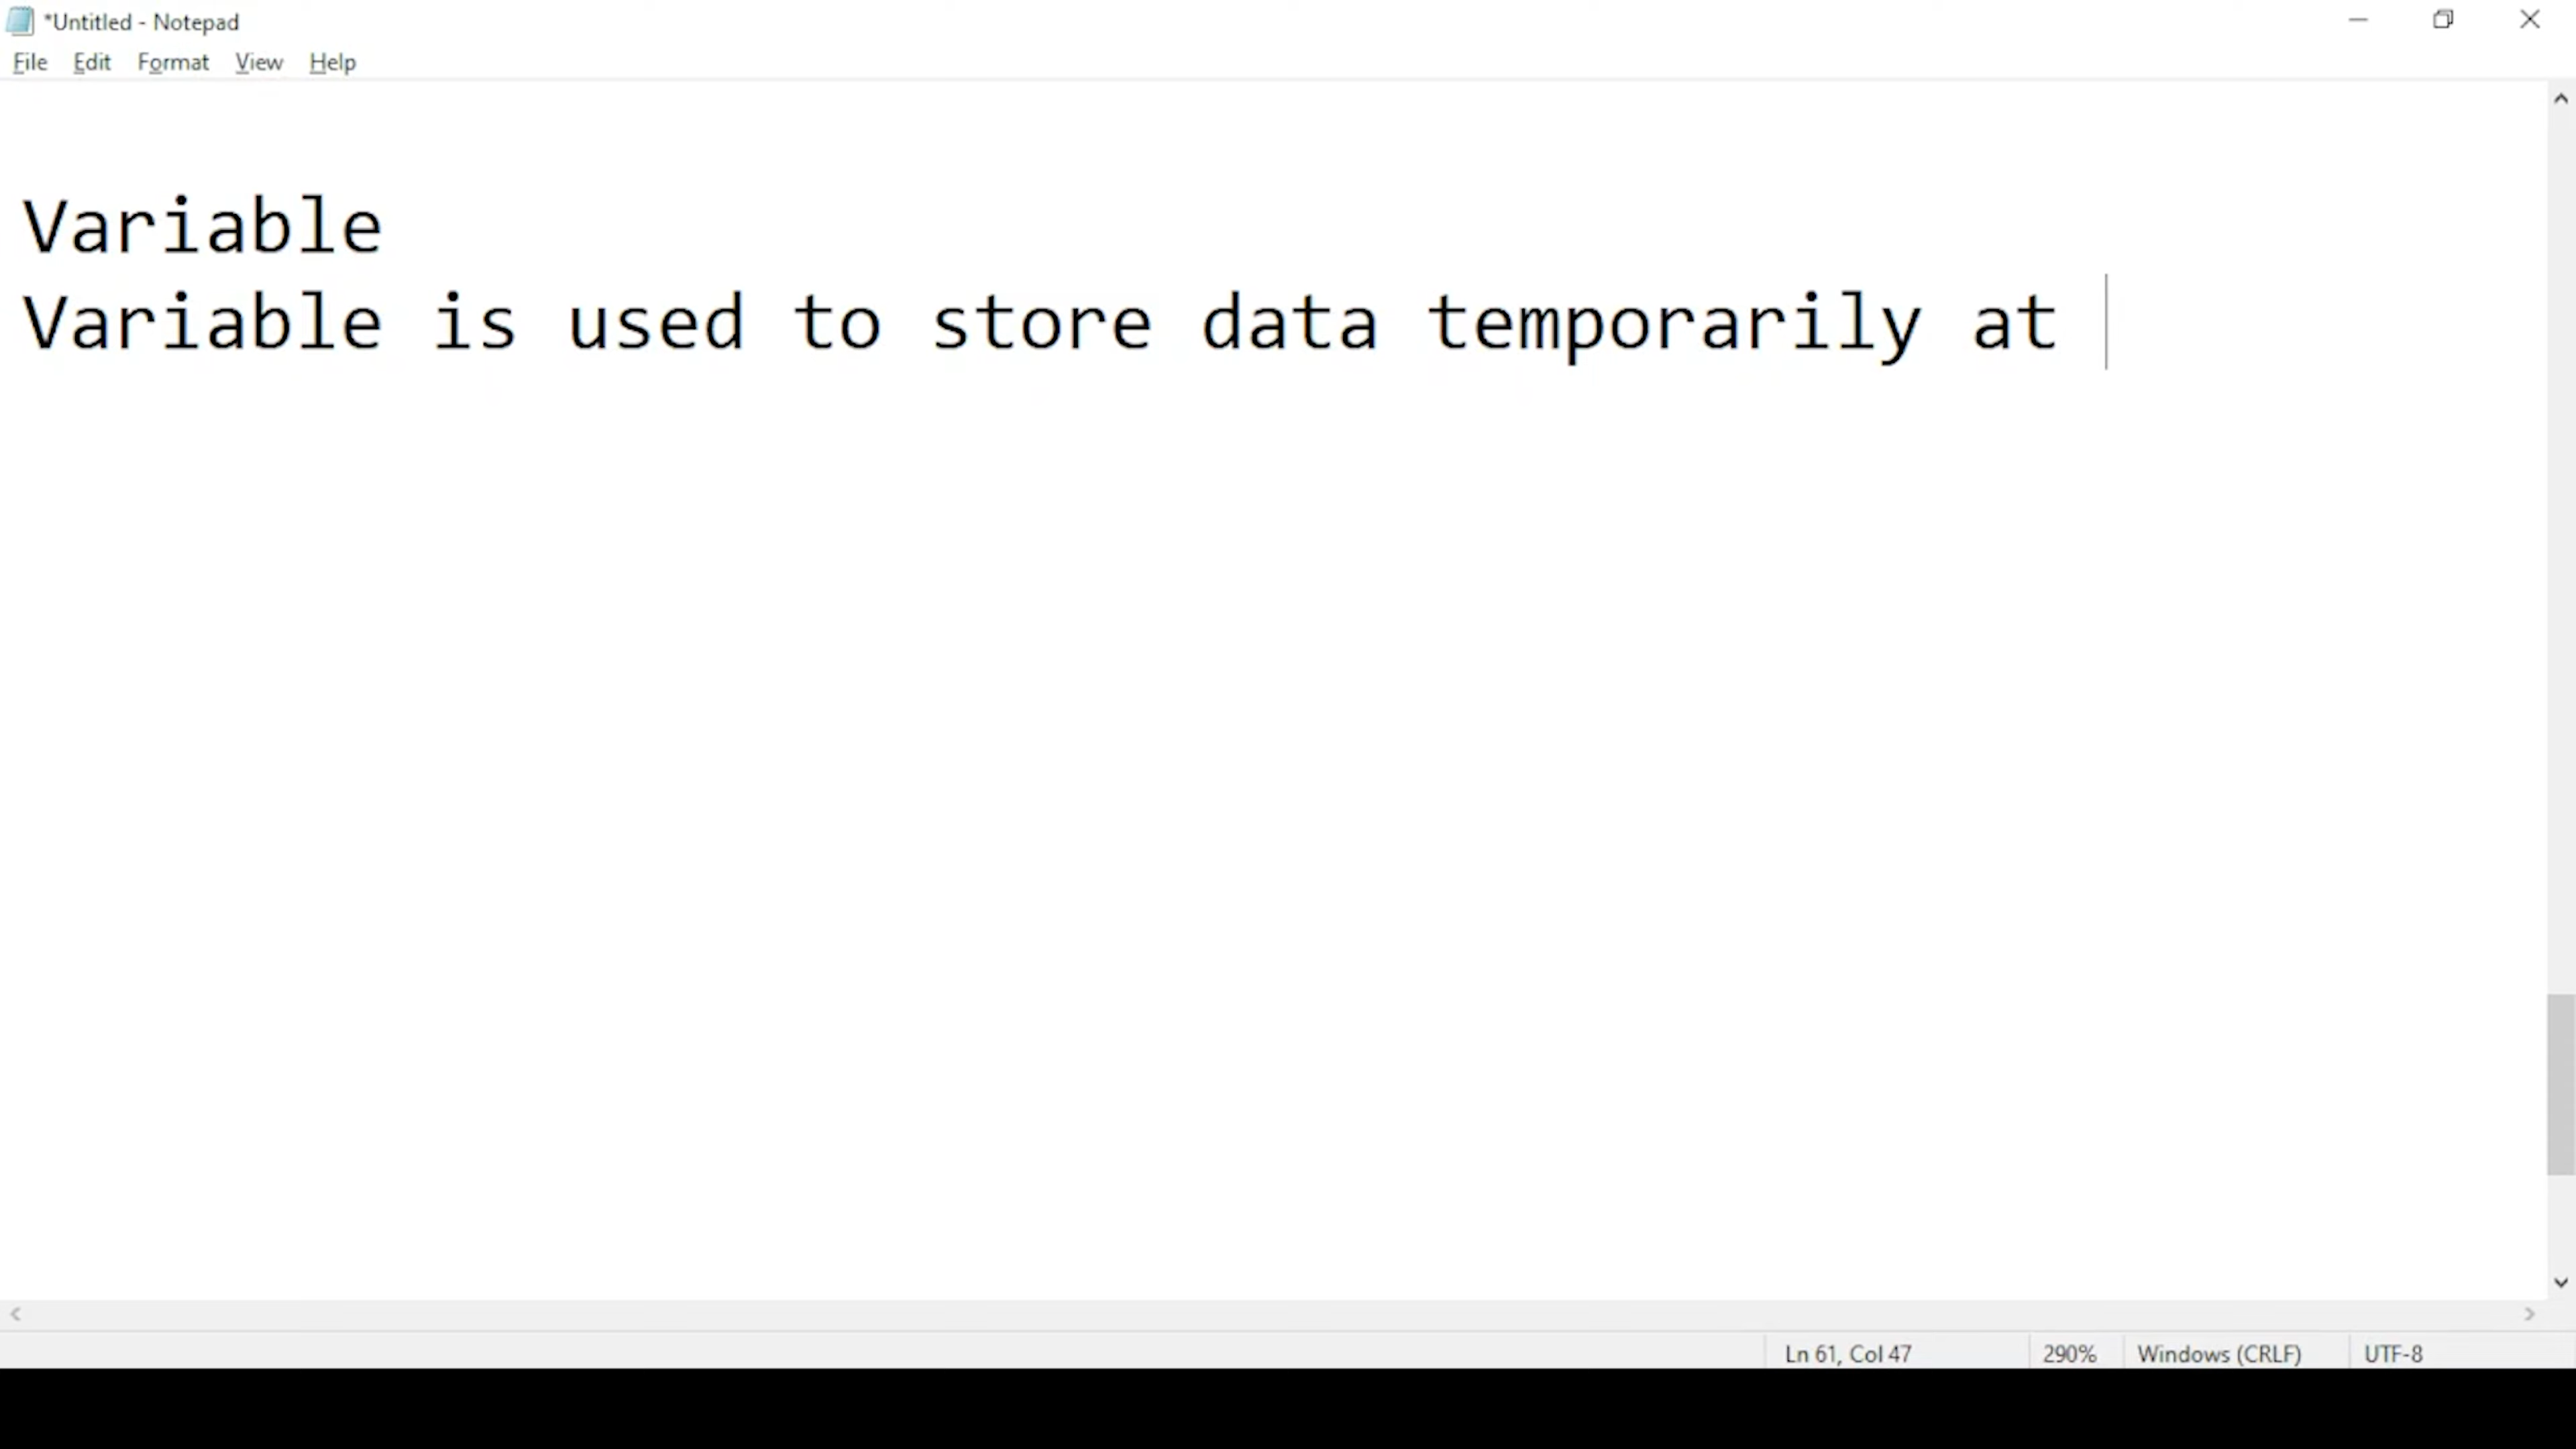 *Untitled - Notepad
File Edit Format View Help
Variable
Variable is used to store data temporarily at
Ln 61, Col 47 290% Windows (CRLF) UTF-8